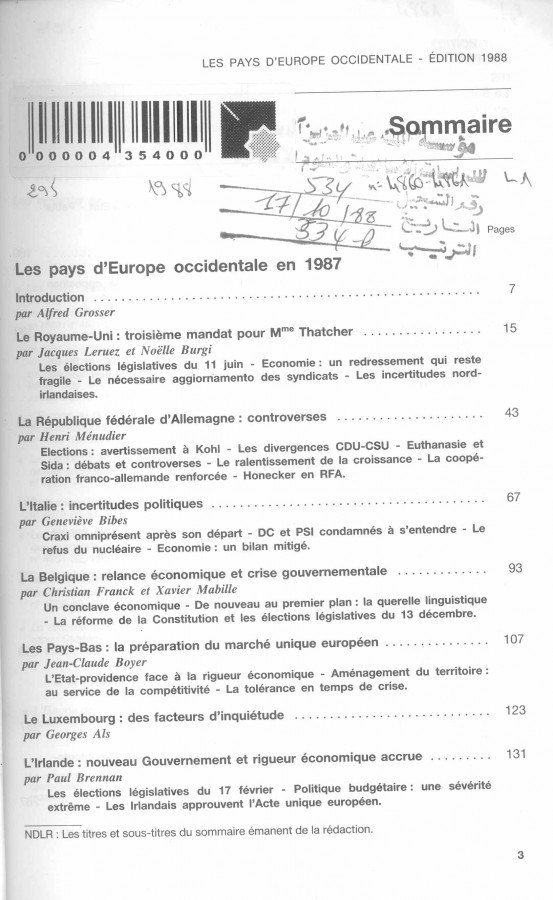 LES PAYS D'EUROPE OCCIDENTALE - ÉDITION 1988
Sommaire
0 000004 354000
295 1988
534 n- 4860-4861 L1
رقم التسجيل
17/10/88
التاريخ
Pages
334-8
الترتيب
Les pays d'Europe occidentale en 1987
Introduction ........ 7
par Alfred Grosser
Le Royaume-Uni : troisième mandat pour Mme Thatcher ........ 15
par Jacques Leruez et Noëlle Burgi
Les élections législatives du 11 juin - Economie : un redressement qui reste
fragile - Le nécessaire aggiornamento des syndicats - Les incertitudes nord-
irlandaises.
La République fédérale d'Allemagne : controverses ........ 43
par Henri Ménudier
Elections : avertissement à Kohl - Les divergences CDU-CSU - Euthanasie et
Sida : débats et controverses - Le ralentissement de la croissance - La coopé-
ration franco-allemande renforcée - Honecker en RFA.
L'Italie : incertitudes politiques ........ 67
par Geneviève Bibes
Craxi omniprésent après son départ - DC et PSI condamnés à s'entendre - Le
refus du nucléaire - Economie : un bilan mitigé.
La Belgique : relance économique et crise gouvernementale ........ 93
par Christian Franck et Xavier Mabille
Un conclave économique - De nouveau au premier plan : la querelle linguistique
- La réforme de la Constitution et les élections législatives du 13 décembre.
Les Pays-Bas : la préparation du marché unique européen ........ 107
par Jean-Claude Boyer
L'Etat-providence face à la rigueur économique - Aménagement du territoire :
au service de la compétitivité - La tolérance en temps de crise.
Le Luxembourg : des facteurs d'inquiétude ........ 123
par Georges Als
L'Irlande : nouveau Gouvernement et rigueur économique accrue ........ 131
par Paul Brennan
Les élections législatives du 17 février - Politique budgétaire : une sévérité
extrême - Les Irlandais approuvent l'Acte unique européen.
NDLR : Les titres et sous-titres du sommaire émanent de la rédaction.
3